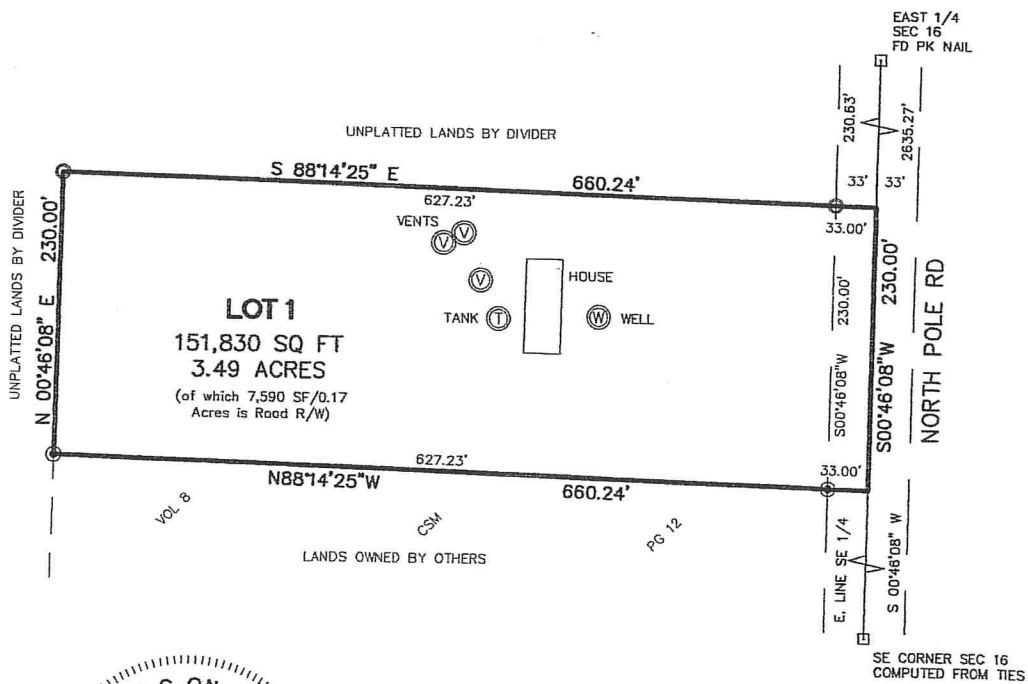 EAST 1/4
SEC 16
FD PK NAIL
230.63'
2635.27'
33'
33'
UNPLATTED LANDS BY DIVIDER
S 88°14'25" E
660.24'
627.23'
33.00'
UNPLATTED LANDS BY DIVIDER
N 00°46'08" E 230.00'
VENTS
V
V
V
HOUSE
TANK
T
W
WELL
LOT 1
151,830 SQ FT
3.49 ACRES
(of which 7,590 SF/0.17
Acres is Road R/W)
230.00'
S00°46'08"W
S00°46'08"W 230.00'
NORTH POLE RD
627.23'
33.00'
N88°14'25"W
660.24'
VOL 8
CSM
PG 12
LANDS OWNED BY OTHERS
E. LINE SE 1/4
S 00°46'08" W
SE CORNER SEC 16
COMPUTED FROM TIES